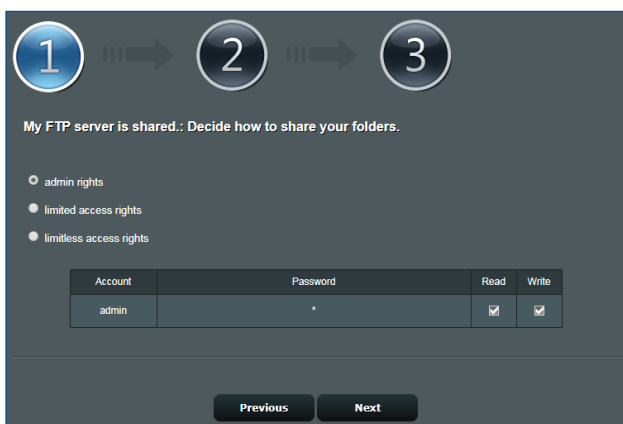 1 2 3
My FTP server is shared.: Decide how to share your folders.
admin rights
limited access rights
limitless access rights
Account Password Read Write
admin *
Previous Next